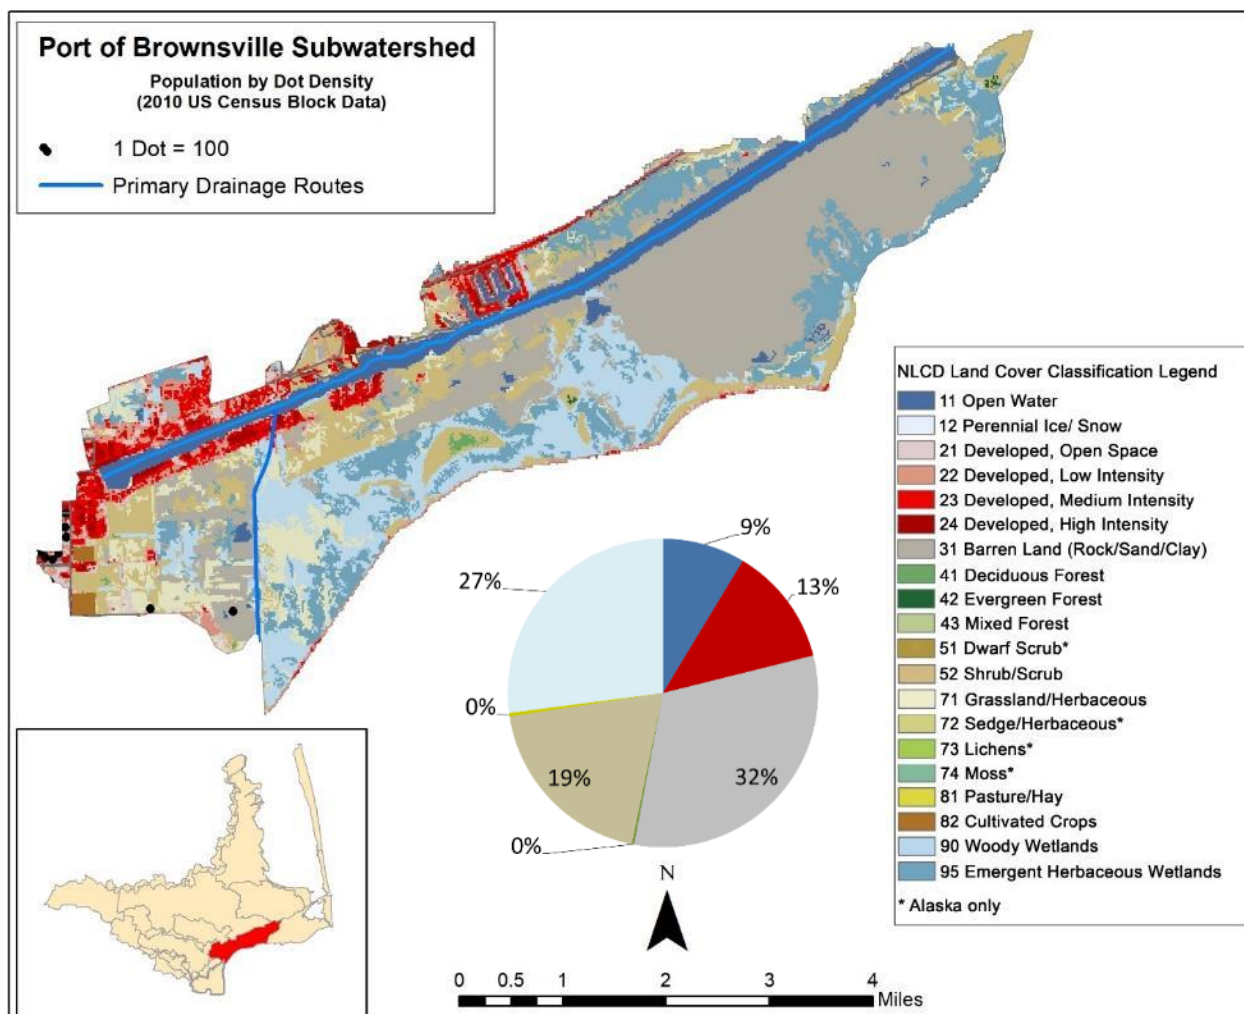 Port of Brownsville Subwatershed
Population by Dot Density
(2010 US Census Block Data)
1 Dot = 100
Primary Drainage Routes
NLCD Land Cover Classification Legend
11 Open Water
12 Perennial Ice/ Snow
21 Developed, Open Space
22 Developed, Low Intensity
23 Developed, Medium Intensity
24 Developed, High Intensity
31 Barren Land (Rock/Sand/Clay)
41 Deciduous Forest
42 Evergreen Forest
43 Mixed Forest
51 Dwarf Scrub*
52 Shrub/Scrub
71 Grassland/Herbaceous
72 Sedge/Herbaceous*
73 Lichens*
74 Moss*
81 Pasture/Hay
82 Cultivated Crops
90 Woody Wetlands
95 Emergent Herbaceous Wetlands
* Alaska only
9%
13%
27%
0%
19%
32%
0%
N
0 0.5 1 2 3 4
Miles